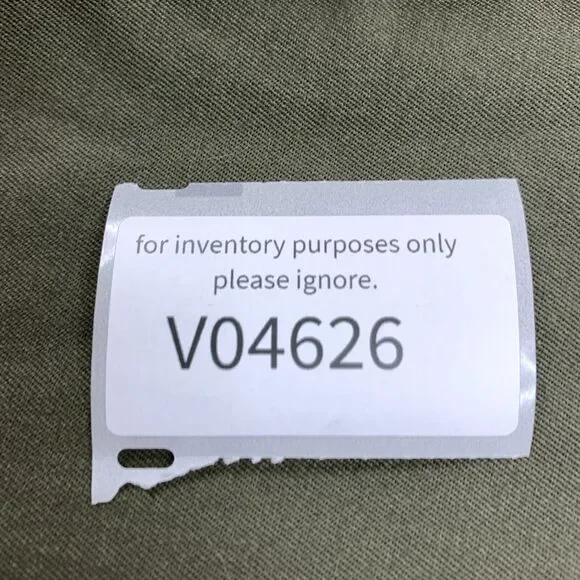 for inventory purposes only
please ignore.
V04626